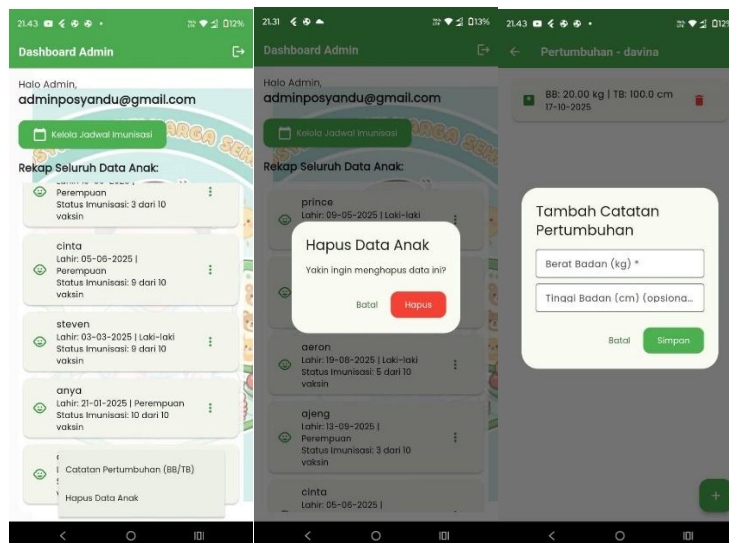 21.43
12%
Dashboard Admin
Halo Admin,
adminposyandu@gmail.com
Kelola Jadwal Imunisasi
Rekap Seluruh Data Anak:
Perempuan
Status Imunisasi: 3 dari 10
vaksin
cinta
Lahir: 05-06-2025 |
Perempuan
Status Imunisasi: 9 dari 10
vaksin
steven
Lahir: 03-03-2025 | Laki-laki
Status Imunisasi: 9 dari 10
vaksin
anya
Lahir: 21-01-2025 | Perempuan
Status Imunisasi: 10 dari 10
vaksin
Catatan Pertumbuhan (BB/TB)
Hapus Data Anak
21.31
13%
Dashboard Admin
Halo Admin,
adminposyandu@gmail.com
Kelola Jadwal Imunisasi
Rekap Seluruh Data Anak:
prince
Lahir: 09-05-2025 | Laki-laki
Hapus Data Anak
Yakin ingin menghapus data ini?
Batal
Hapus
aeron
Lahir: 19-08-2025 | Laki-laki
Status Imunisasi: 5 dari 10
vaksin
ajeng
Lahir: 13-09-2025 |
Perempuan
Status Imunisasi: 3 dari 10
vaksin
cinta
Lahir: 05-06-2025 |
21.43
Pertumbuhan - davina
BB: 20.00 kg | TB: 100.0 cm
17-10-2025
Tambah Catatan
Pertumbuhan
Berat Badan (kg) *
Tinggi Badan (cm) (opsiona...
Batal
Simpan